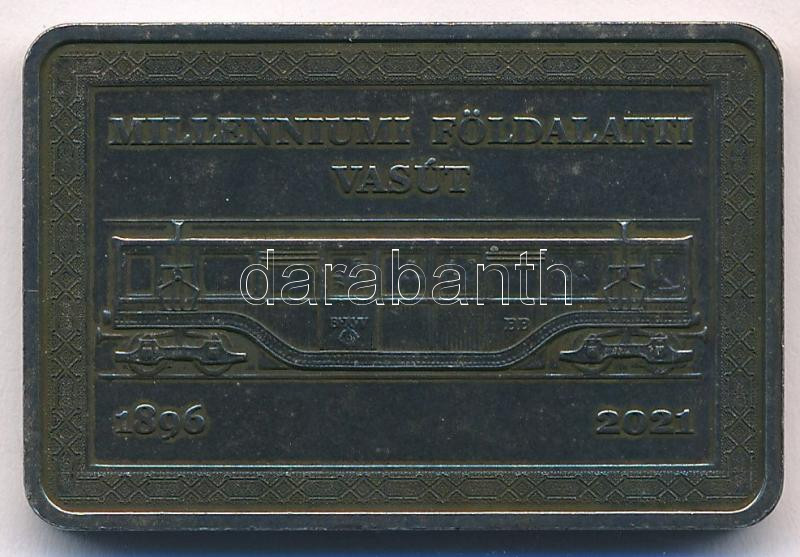 MILLENNIUMI FÖLDALATTI
VASÚT
darabanth
1896
2021